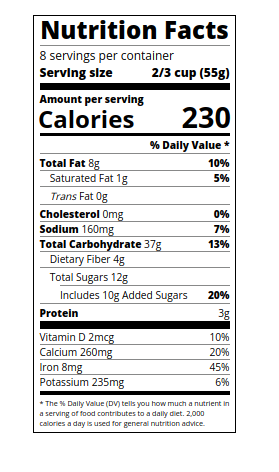 Nutrition Facts
8 servings per container
Serving size 2/3 cup (55g)
Amount per serving
Calories 230
% Daily Value *
Total Fat 8g 10%
Saturated Fat 1g 5%
Trans Fat 0g
Cholesterol 0mg 0%
Sodium 160mg 7%
Total Carbohydrate 37g 13%
Dietary Fiber 4g
Total Sugars 12g
Includes 10g Added Sugars 20%
Protein 3g
Vitamin D 2mcg 10%
Calcium 260mg 20%
Iron 8mg 45%
Potassium 235mg 6%
* The % Daily Value (DV) tells you how much a nutrient in
a serving of food contributes to a daily diet. 2,000
calories a day is used for general nutrition advice.